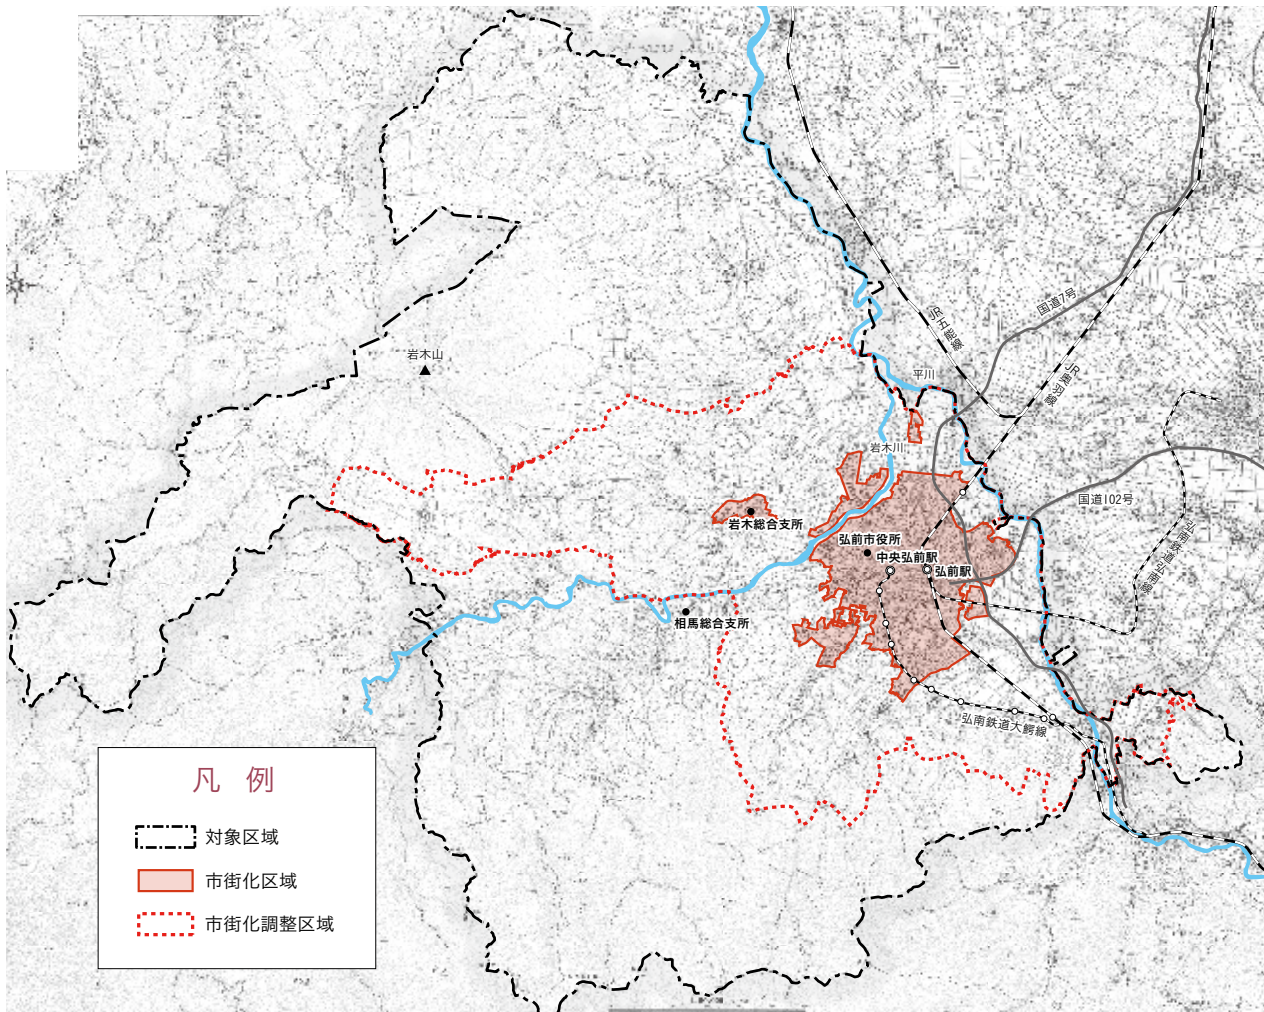 国道7号
JR五能線
岩木山
JR奥羽線
平川
岩木川
国道102号
岩木総合支所
弘前市役所
中央弘前駅
弘前駅
弘南鉄道弘南線
相馬総合支所
弘南鉄道大鰐線
凡 例
対象区域
市街化区域
市街化調整区域